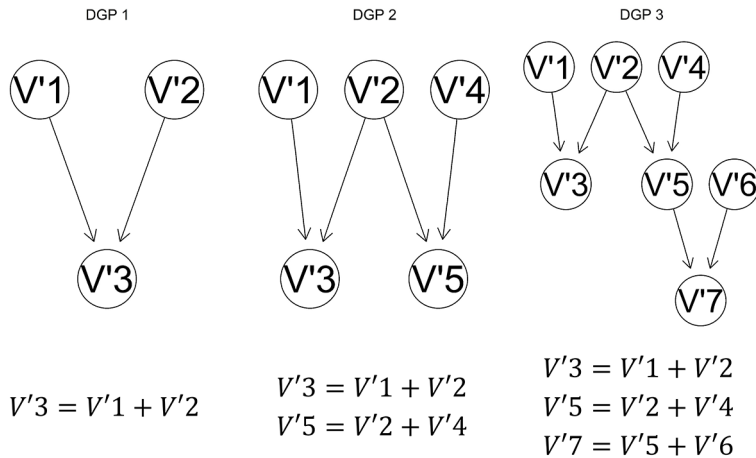 DGP 1
V'1 V'2
V'3
V'3 = V'1 + V'2
DGP 2
V'1 V'2 V'4
V'3 V'5
V'3 = V'1 + V'2
V'5 = V'2 + V'4
DGP 3
V'1 V'2 V'4
V'3 V'5 V'6
V'7
V'3 = V'1 + V'2
V'5 = V'2 + V'4
V'7 = V'5 + V'6